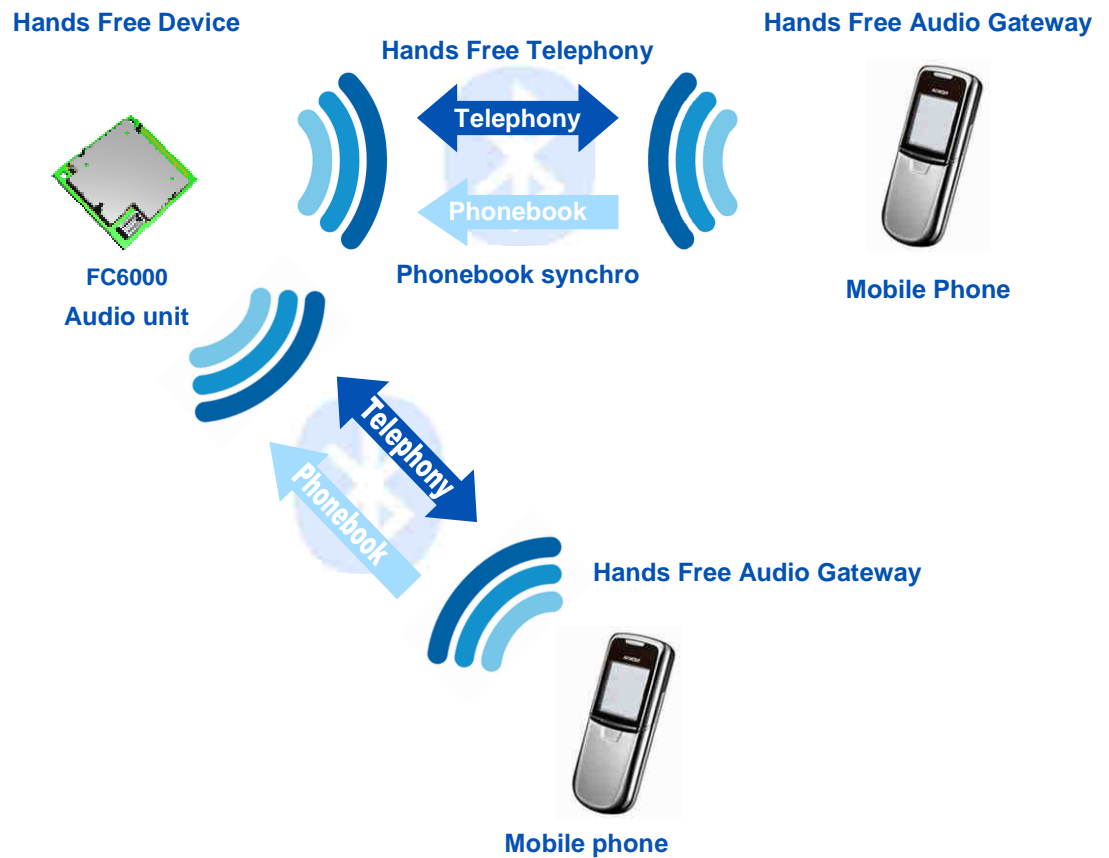 Hands Free Device
Hands Free Audio Gateway
Hands Free Telephony
Telephony
Phonebook
FC6000
Audio unit
Phonebook synchro
Mobile Phone
Telephony
Phonebook
Hands Free Audio Gateway
Mobile phone